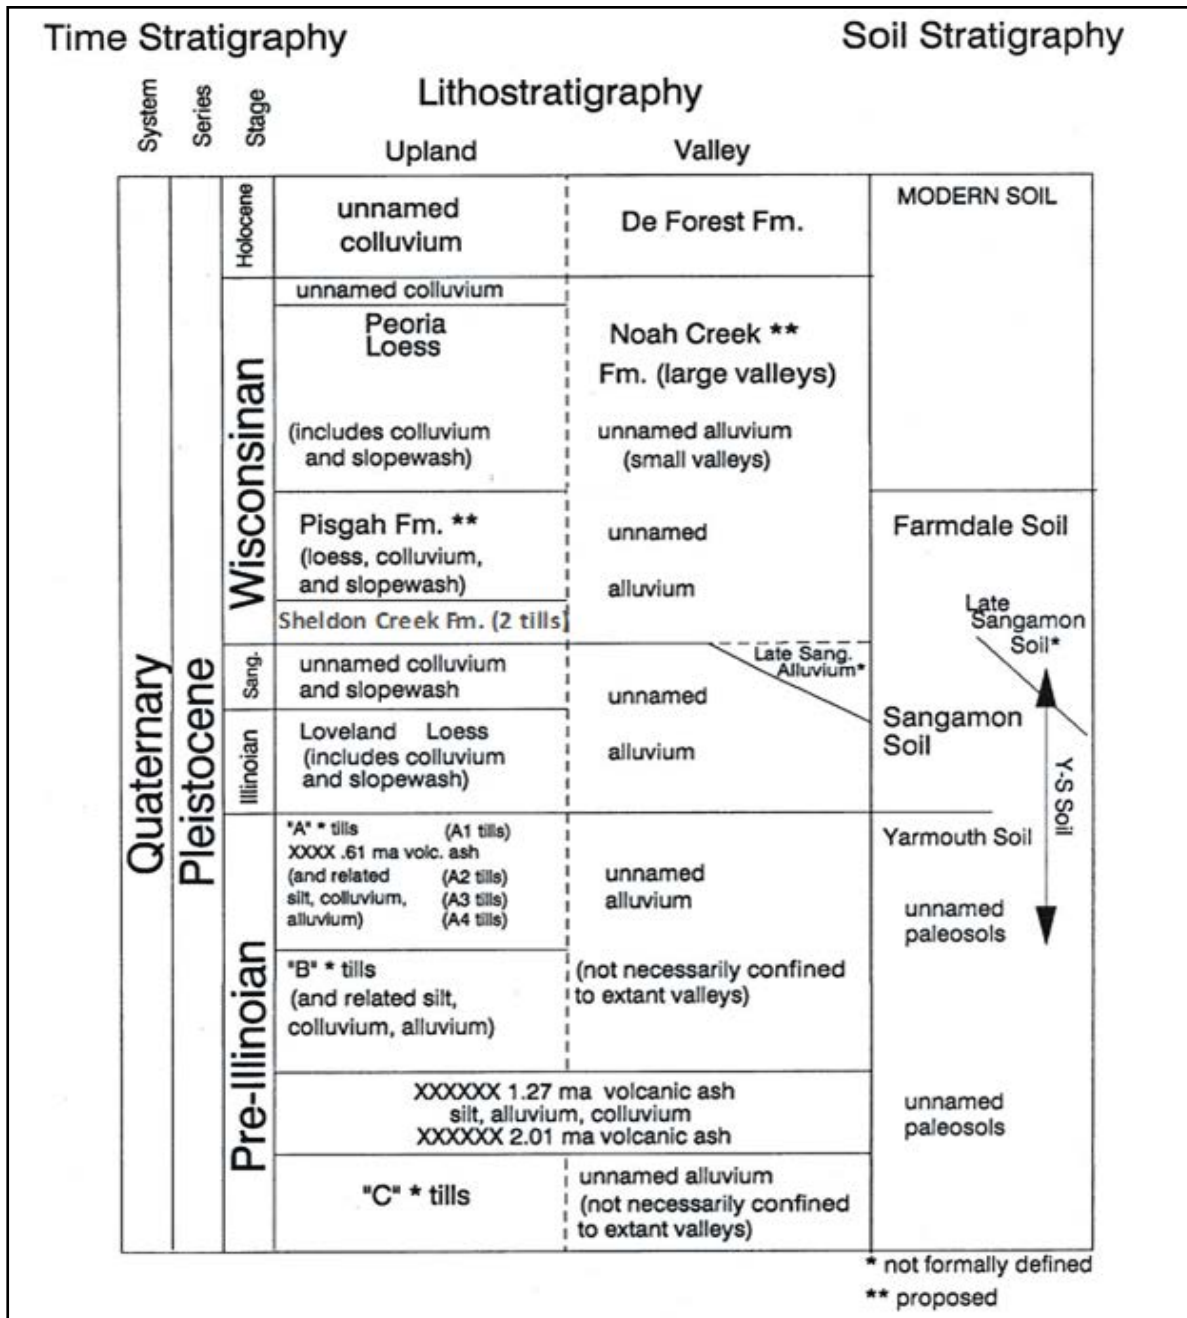 Time Stratigraphy
Soil Stratigraphy
System
Series
Stage
Lithostratigraphy
Upland
Valley
Quaternary
Pleistocene
Holocene
unnamed
colluvium
De Forest Fm.
MODERN SOIL
Wisconsinan
unnamed colluvium
Peoria
Loess
(includes colluvium
and slopewash)
Noah Creek **
Fm. (large valleys)
unnamed alluvium
(small valleys)
Pisgah Fm. **
(loess, colluvium,
and slopewash)
Sheldon Creek Fm. (2 tills)
unnamed
alluvium
Farmdale Soil
Late
Sangamon
Soil*
Sang.
unnamed colluvium
and slopewash
Late Sang.
Alluvium*
unnamed
alluvium
Sangamon
Soil
Illinoian
Loveland Loess
(includes colluvium
and slopewash)
Y-S Soil
Pre-Illinoian
"A" * tills (A1 tills)
XXXX .61 ma volc. ash
(and related (A2 tills)
silt, colluvium, (A3 tills)
alluvium) (A4 tills)
unnamed
alluvium
Yarmouth Soil
unnamed
paleosols
"B" * tills
(and related silt,
colluvium, alluvium)
(not necessarily confined
to extant valleys)
XXXXXX 1.27 ma volcanic ash
silt, alluvium, colluvium
XXXXXX 2.01 ma volcanic ash
unnamed
paleosols
"C" * tills
unnamed alluvium
(not necessarily confined
to extant valleys)
* not formally defined
** proposed